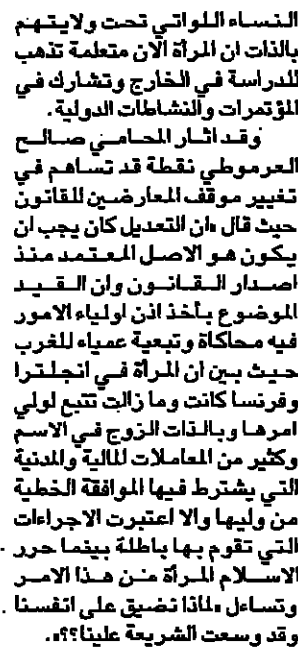 النساء اللواتي تحت ولايتهم
بالذات ان المرأة الان متعلمة تذهب
للدراسة في الخارج وتشارك في
المؤتمرات والنشاطات الدولية.
وقد اثار المحامي صالح
العرموطي نقطة قد تساهم في
تغيير موقف المعارضين للقانون
حيث قال «ان التعديل كان يجب ان
يكون هو الاصل المعتمد منذ
اصدار القانون وان القيد
الموضوع بأخذ اذن اولياء الامور
فيه محاكاة وتبعية عمياء للغرب
حيث بين ان المرأة في انجلترا
وفرنسا كانت وما زالت تتبع لولي
امرها وبالذات الزوج في الاسم
وكثير من المعاملات المالية والمدنية
التي يشترط فيها الموافقة الخطية
من وليها والا اعتبرت الاجراءات
التي تقوم بها باطلة بينما حرر
الاسلام المرأة من هذا الامر
وتساءل «لماذا نضيق على انفسنا
وقد وسعت الشريعة علينا؟؟».